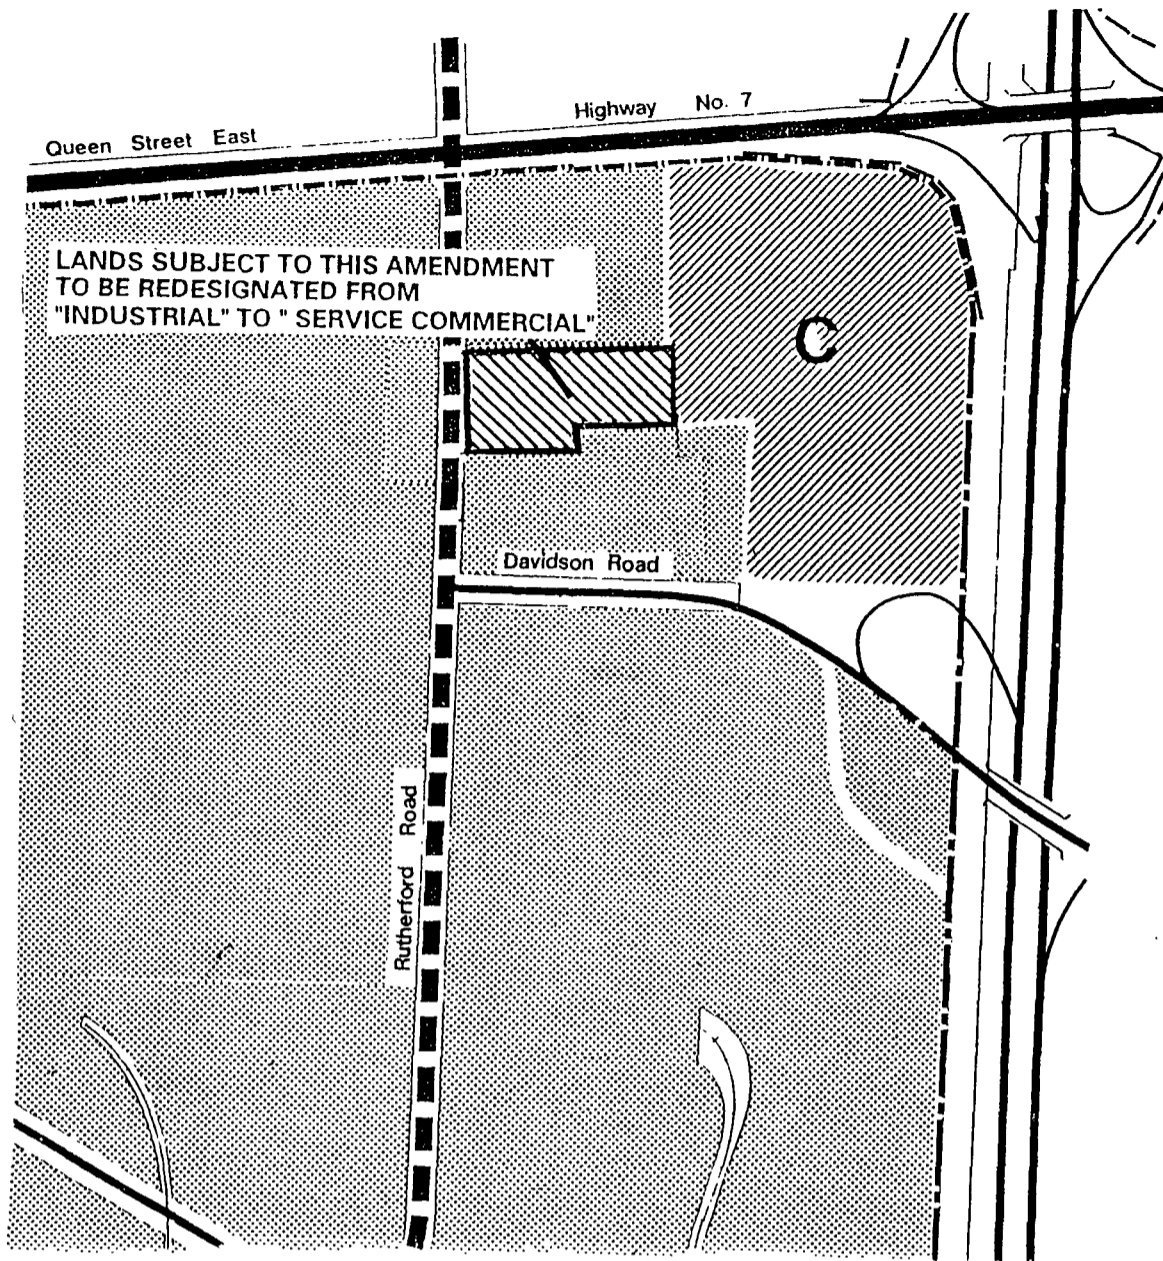 Queen Street East
Highway No. 7
LANDS SUBJECT TO THIS AMENDMENT
TO BE REDESIGNATED FROM
"INDUSTRIAL" TO " SERVICE COMMERCIAL"
C
Davidson Road
Rutherford Road